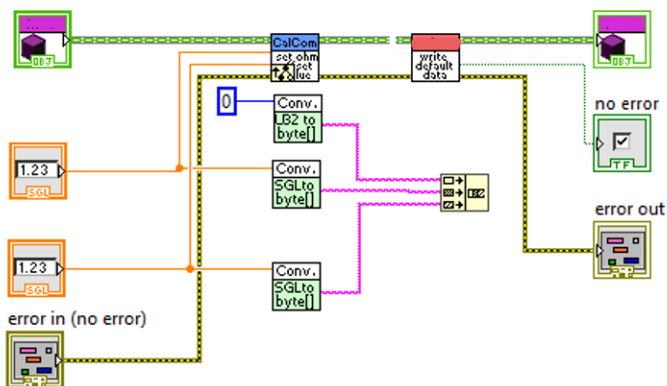 OBJ
CalCom
set ohm
set
lue
write
default
data
OBJ
0
Conv.
LB2 to
byte[]
no error
TF
1.23
SGL
Conv.
SGLto
byte[]
error out
1.23
SGL
Conv.
SGLto
byte[]
error in (no error)